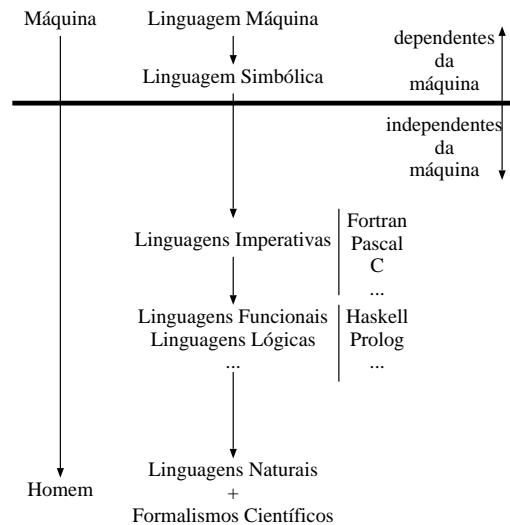 Máquina
Linguagem Máquina
Linguagem Simbólica
dependentes
da
máquina
independentes
da
máquina
Linguagens Imperativas
Fortran
Pascal
C
...
Linguagens Funcionais
Linguagens Lógicas
...
Haskell
Prolog
...
Homem
Linguagens Naturais
+
Formalismos Científicos